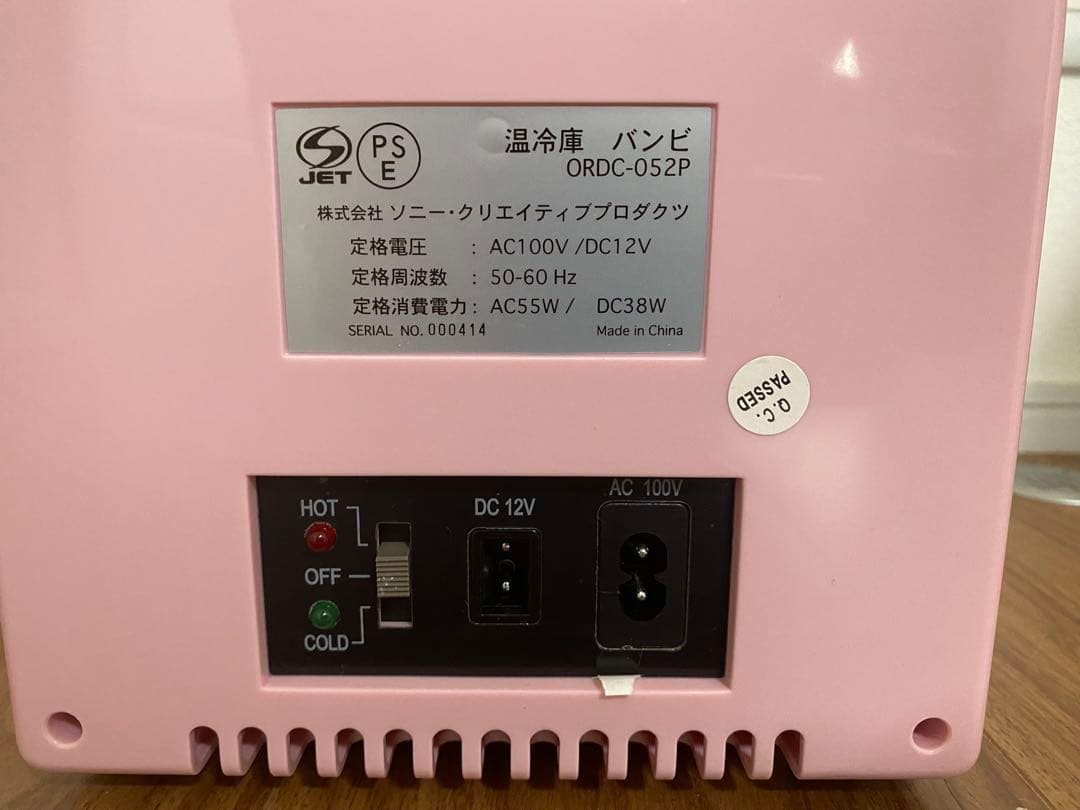 JET
PS
E
温冷庫 バンビ
ORDC-052P
株式会社 ソニー・クリエイティブプロダクツ
定格電圧 : AC100V /DC12V
定格周波数 : 50-60 Hz
定格消費電力 : AC55W / DC38W
SERIAL NO. 000414 Made in China
Q.C.
PASSED
HOT
OFF
COLD
DC 12V
AC 100V